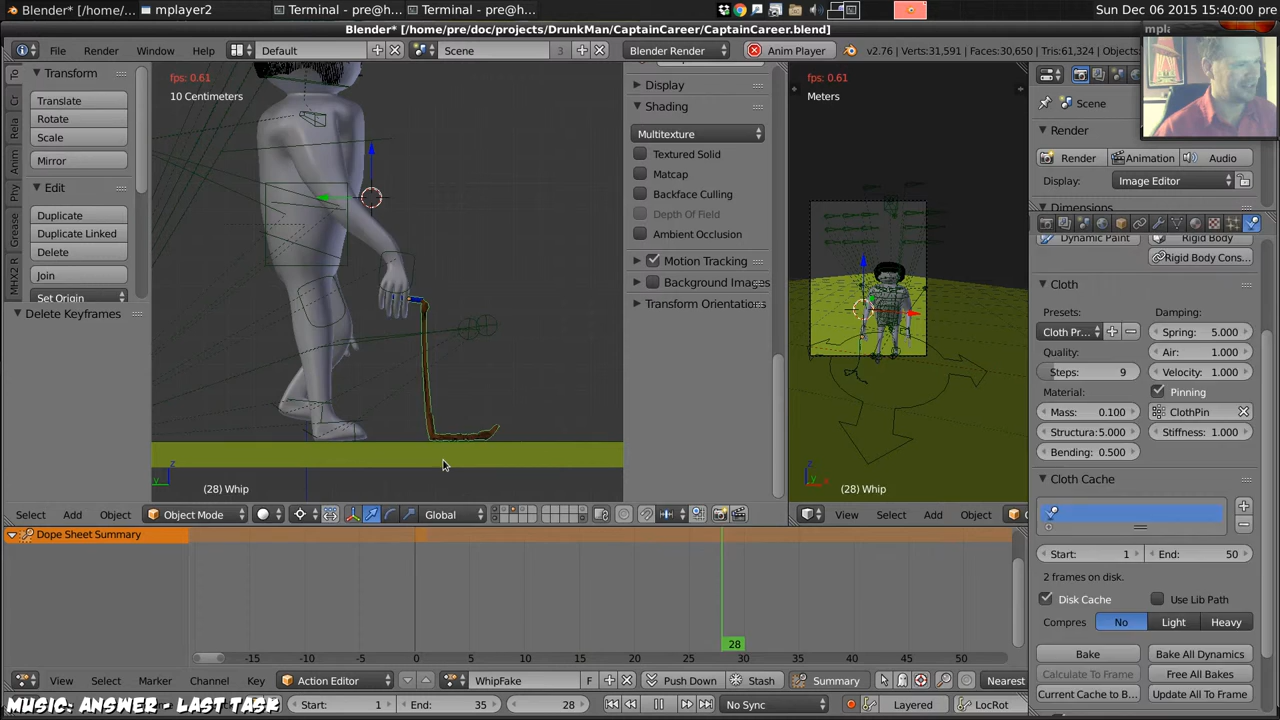 Blender* [/home/...
mplayer2
Terminal - pre@h...
Terminal - pre@h...
Sun Dec 06 2015 15:40:00 pre
Blender* [/home/pre/doc/projects/DrunkMan/CaptainCareer/CaptainCareer.blend]
mpla
File
Render
Window
Help
Default
Scene
3
Blender Render
Anim Player
v2.76 | Verts:31,591 | Faces:30,650 | Tris:61,324 | Objects:
Transform
Translate
Rotate
Scale
Mirror
Edit
Duplicate
Duplicate Linked
Delete
Join
Set Origin
Delete Keyframes
To
Cr
Rela
Anim
Phy
Grease
MHX2 R
fps: 0.61
10 Centimeters
(28) Whip
Display
Shading
Multitexture
Textured Solid
Matcap
Backface Culling
Depth Of Field
Ambient Occlusion
Motion Tracking
Background Images
Transform Orientations
fps: 0.61
Meters
(28) Whip
Scene
Render
Render
Animation
Audio
Display:
Image Editor
Dimensions
Dynamic Paint
Rigid Body
Rigid Body Cons...
Cloth
Presets:
Damping:
Cloth Pr...
Spring: 5.000
Quality:
Air: 1.000
Steps: 9
Velocity: 1.000
Material:
Pinning
Mass: 0.100
ClothPin
Structura:5.000
Stiffness: 1.000
Bending: 0.500
Cloth Cache
Start: 1
End: 50
2 frames on disk.
Disk Cache
Use Lib Path
Compres
No
Light
Heavy
Bake
Bake All Dynamics
Calculate To Frame
Free All Bakes
Current Cache to B...
Update All To Frame
Select
Add
Object
Object Mode
Global
View
Select
Add
Object
Dope Sheet Summary
28
-15
-10
-5
0
5
10
15
20
25
30
35
40
45
50
View
Select
Marker
Channel
Key
Action Editor
WhipFake
F
Push Down
Stash
Summary
Nearest
MUSIC: ANSWER - LAST TASK
Start: 1
End: 35
28
No Sync
Layered
LocRot